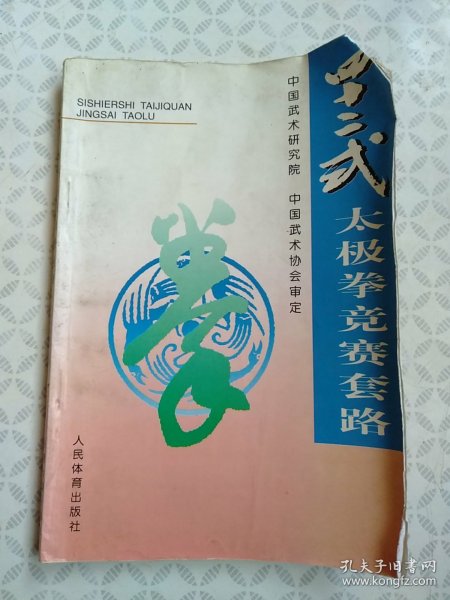 四十二式
太极拳竞赛套路
中国武术研究院 中国武术协会审定
SISHIERSHI TAIJIQUAN
JINGSAI TAOLU
拳
人民体育出版社
孔夫子旧书网
www.kongfz.com